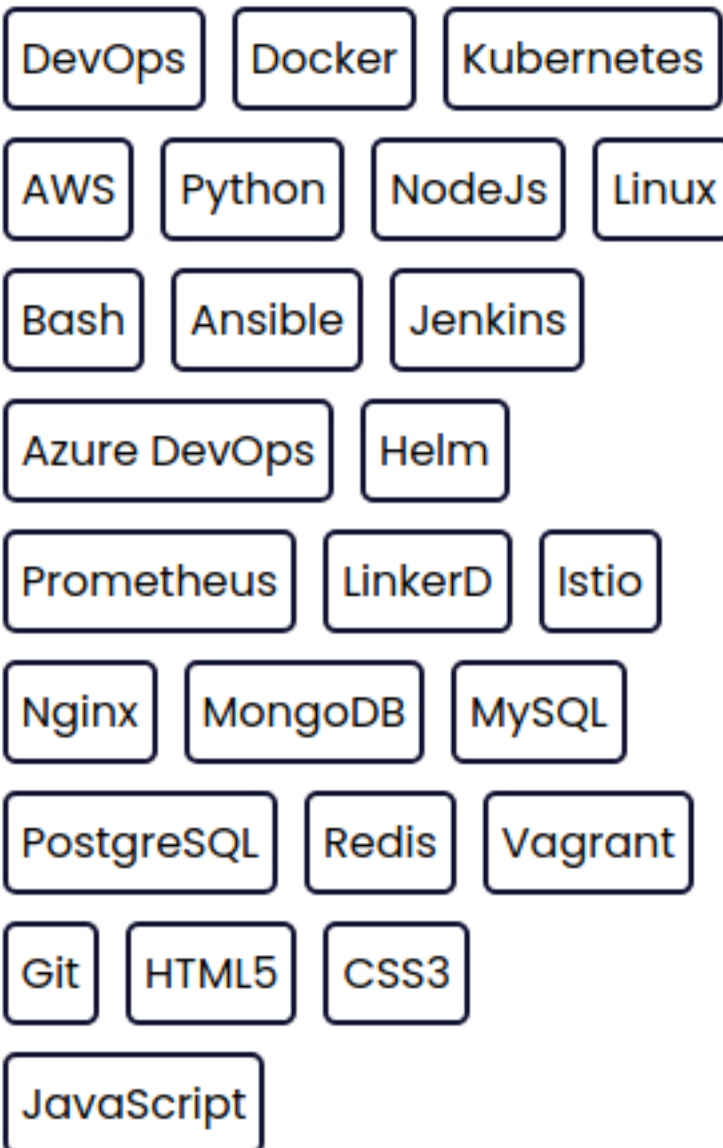 DevOps Docker Kubernetes
AWS Python NodeJs Linux
Bash Ansible Jenkins
Azure DevOps Helm
Prometheus LinkerD Istio
Nginx MongoDB MySQL
PostgreSQL Redis Vagrant
Git HTML5 CSS3
JavaScript